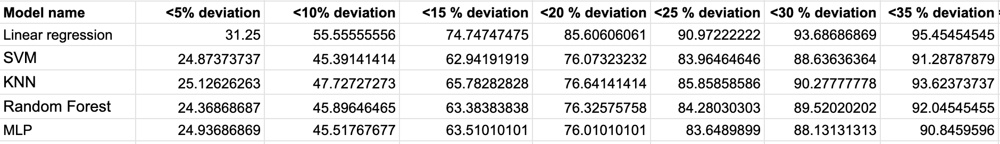 Model name <5% deviation <10% deviation <15 % deviation <20 % deviation <25 % deviation <30 % deviation <35 % deviation
Linear regression 31.25 55.55555556 74.74747475 85.60606061 90.97222222 93.68686869 95.45454545
SVM 24.87373737 45.39141414 62.94191919 76.07323232 83.96464646 88.63636364 91.28787879
KNN 25.12626263 47.72727273 65.78282828 76.64141414 85.85858586 90.27777778 93.62373737
Random Forest 24.36868687 45.89646465 63.38383838 76.32575758 84.28030303 89.52020202 92.04545455
MLP 24.93686869 45.51767677 63.51010101 76.01010101 83.6489899 88.13131313 90.8459596